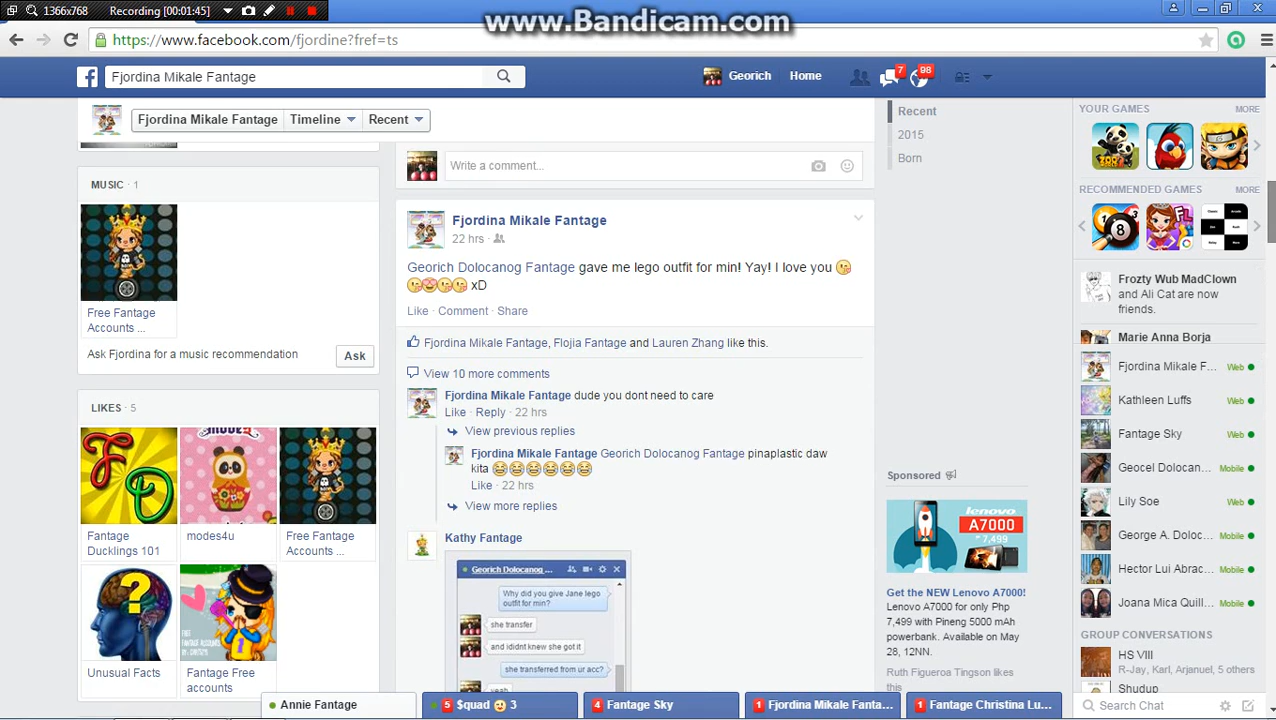 1366x768 Recording [00:01:45]
www.Bandicam.com
https://www.facebook.com/fjordine?fref=ts
Fjordina Mikale Fantage
Georich Home 7 98
Fjordina Mikale Fantage Timeline Recent
Recent
2015
Born
YOUR GAMES MORE
RECOMMENDED GAMES MORE
MUSIC · 1
Free Fantage
Accounts ...
Ask Fjordina for a music recommendation Ask
LIKES · 5
Fantage
Ducklings 101
modes4u
Free Fantage
Accounts ...
Unusual Facts
Fantage Free
accounts
Write a comment...
Fjordina Mikale Fantage
22 hrs ·
Georich Dolocanog Fantage gave me lego outfit for min! Yay! I love you
xD
Like · Comment · Share
Fjordina Mikale Fantage, Flojia Fantage and Lauren Zhang like this.
View 10 more comments
Fjordina Mikale Fantage dude you dont need to care
Like · Reply · 22 hrs
View previous replies
Fjordina Mikale Fantage Georich Dolocanog Fantage pinaplastic daw
kita
Like · 22 hrs
View more replies
Kathy Fantage
Georich Dolocanog ...
Why did you give Jane lego
outfit for min?
she transfer
and ididnt knew she got it
she transferred from ur acc?
yeah
Sponsored
lenovo
A7000
₱ 7,499
Get the NEW Lenovo A7000!
Lenovo A7000 for only Php
7,499 with Pineng 5000 mAh
powerbank. Available on May
28, 12NN.
Ruth Figueroa Tingson likes
this
Frozty Wub MadClown
and Ali Cat are now
friends.
Marie Anna Borja
Fjordina Mikale F... Web
Kathleen Luffs Web
Fantage Sky Web
Geocel Dolocan... Mobile
Lily Soe Web
George A. Doloc... Mobile
Hector Lui Abrac... Mobile
Joana Mica Quill... Mobile
GROUP CONVERSATIONS
HS VIII
R-Jay, Karl, Arjanuel, 5 others
Shudup
Search Chat
Annie Fantage
5 $quad 3
4 Fantage Sky
1 Fjordina Mikale Fanta...
1 Fantage Christina Lu...